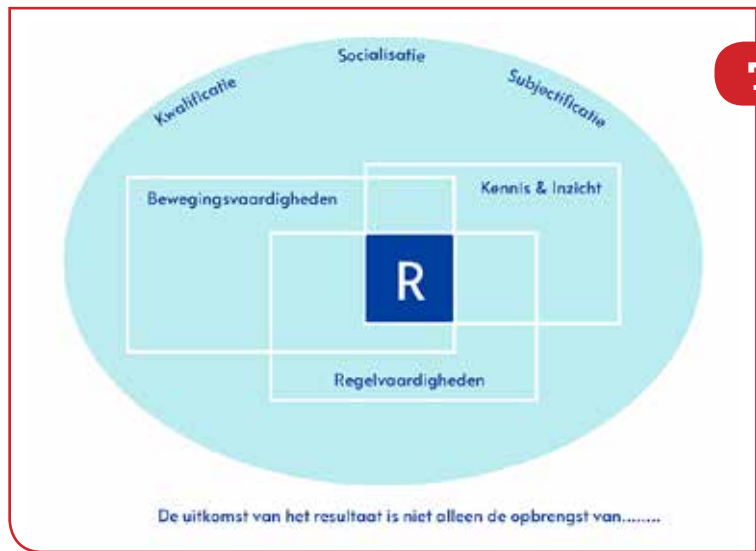 Socialisatie
Kwalificatie
Subjectificatie
Bewegingsvaardigheden
Kennis & Inzicht
R
Regelvaardigheden
De uitkomst van het resultaat is niet alleen de opbrengst van........